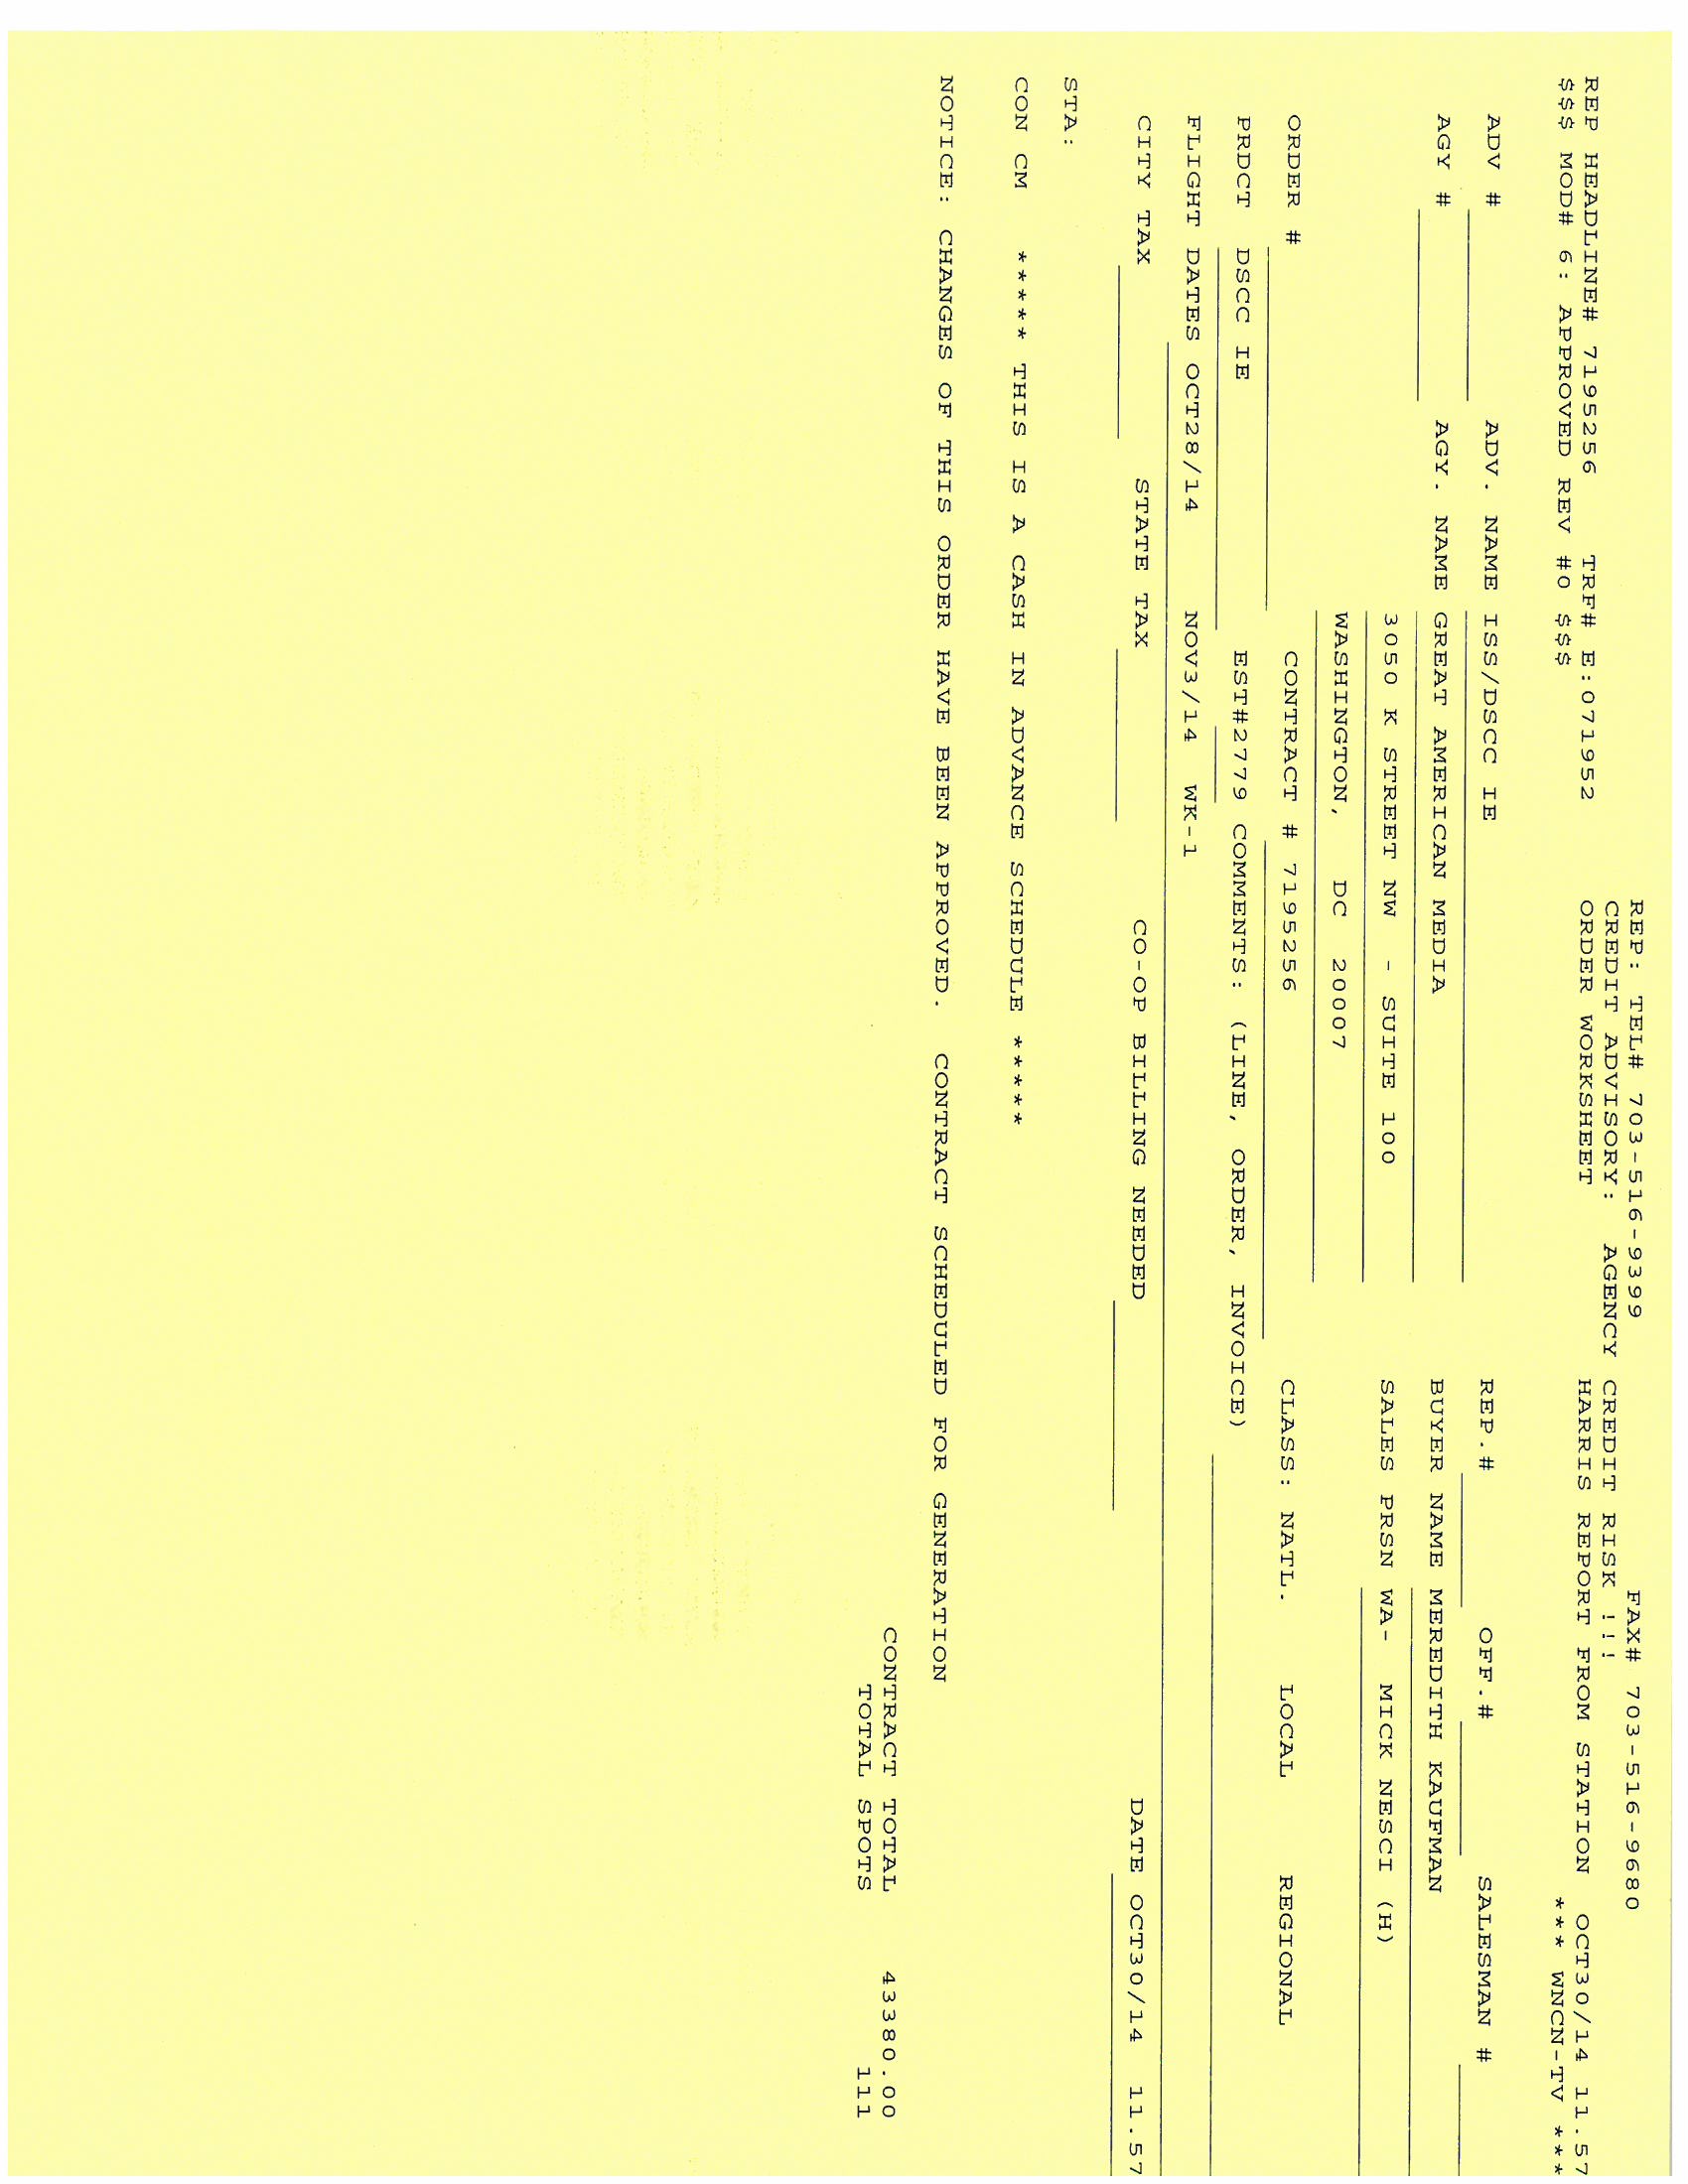 REP: TEL# 703-516-9399 FAX# 703-516-9680
CREDIT ADVISORY: AGENCY CREDIT RISK !!!
REP HEADLINE# 7195256 TRF# E:071952 ORDER WORKSHEET HARRIS REPORT FROM STATION OCT30/14 11.57
$$$ MOD# 6: APPROVED REV #0 $$$ *** WNCN-TV ***
ADV # ADV. NAME ISS/DSCC IE REP.# OFF.# SALESMAN #
AGY # AGY. NAME GREAT AMERICAN MEDIA BUYER NAME MEREDITH KAUFMAN
3050 K STREET NW - SUITE 100 SALES PRSN WA- MICK NESCI (H)
WASHINGTON, DC 20007
ORDER # CONTRACT # 7195256 CLASS: NATL. LOCAL REGIONAL
PRDCT DSCC IE EST#2779 COMMENTS: (LINE, ORDER, INVOICE)
FLIGHT DATES OCT28/14 NOV3/14 WK-1
CITY TAX STATE TAX CO-OP BILLING NEEDED DATE OCT30/14 11.57
STA:
CON CM ***** THIS IS A CASH IN ADVANCE SCHEDULE *****
NOTICE: CHANGES OF THIS ORDER HAVE BEEN APPROVED. CONTRACT SCHEDULED FOR GENERATION
CONTRACT TOTAL 43380.00
TOTAL SPOTS 111